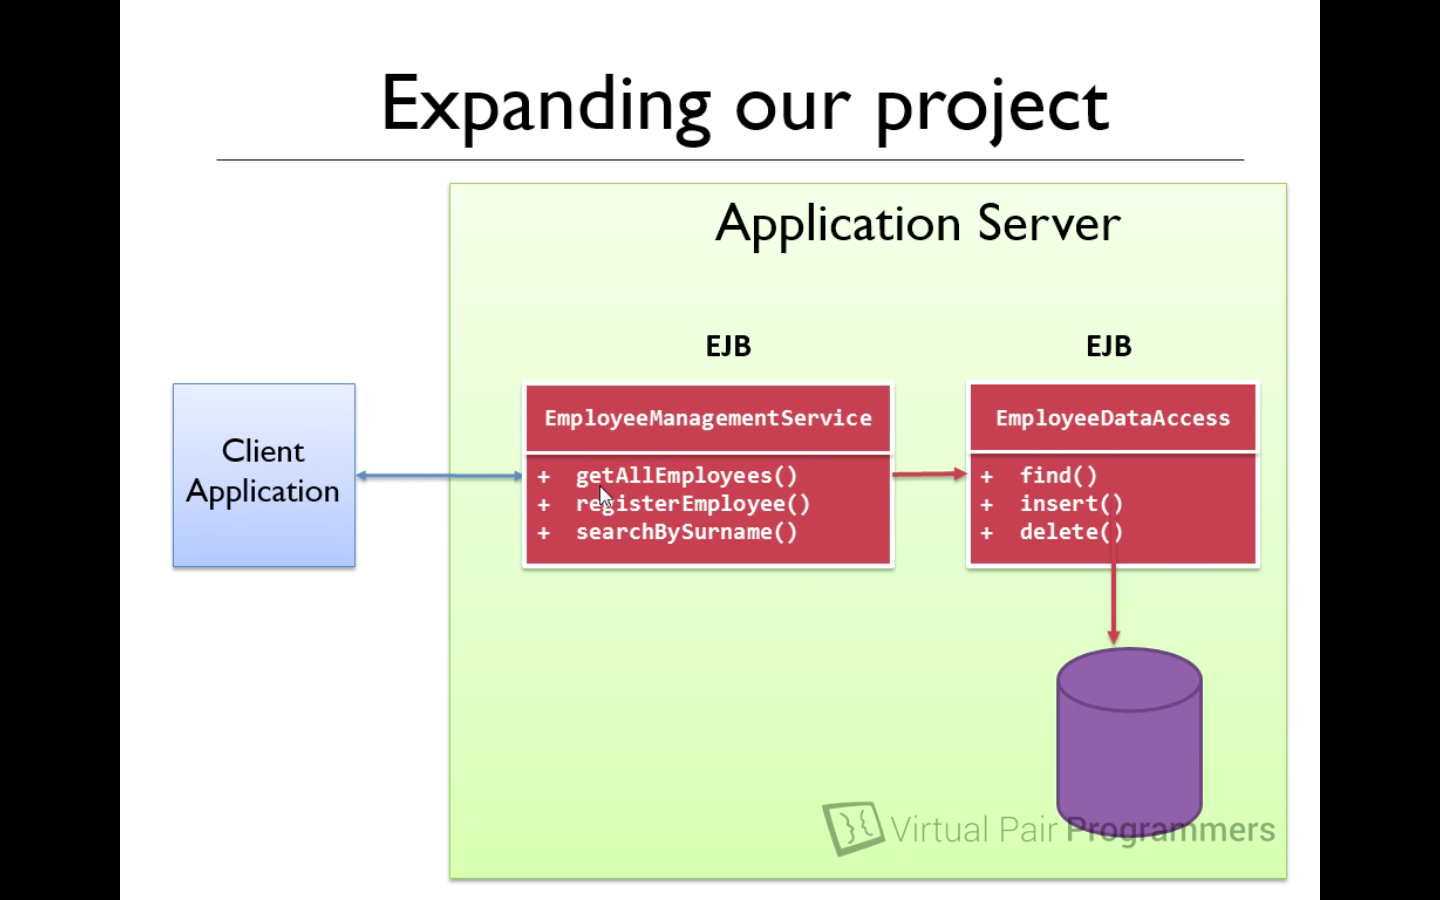 Expanding our project
Application Server
EJB
EJB
Client
Application
EmployeeManagementService
+ getAllEmployees()
+ registerEmployee()
+ searchBySurname()
EmployeeDataAccess
+ find()
+ insert()
+ delete()
Virtual Pair Programmers